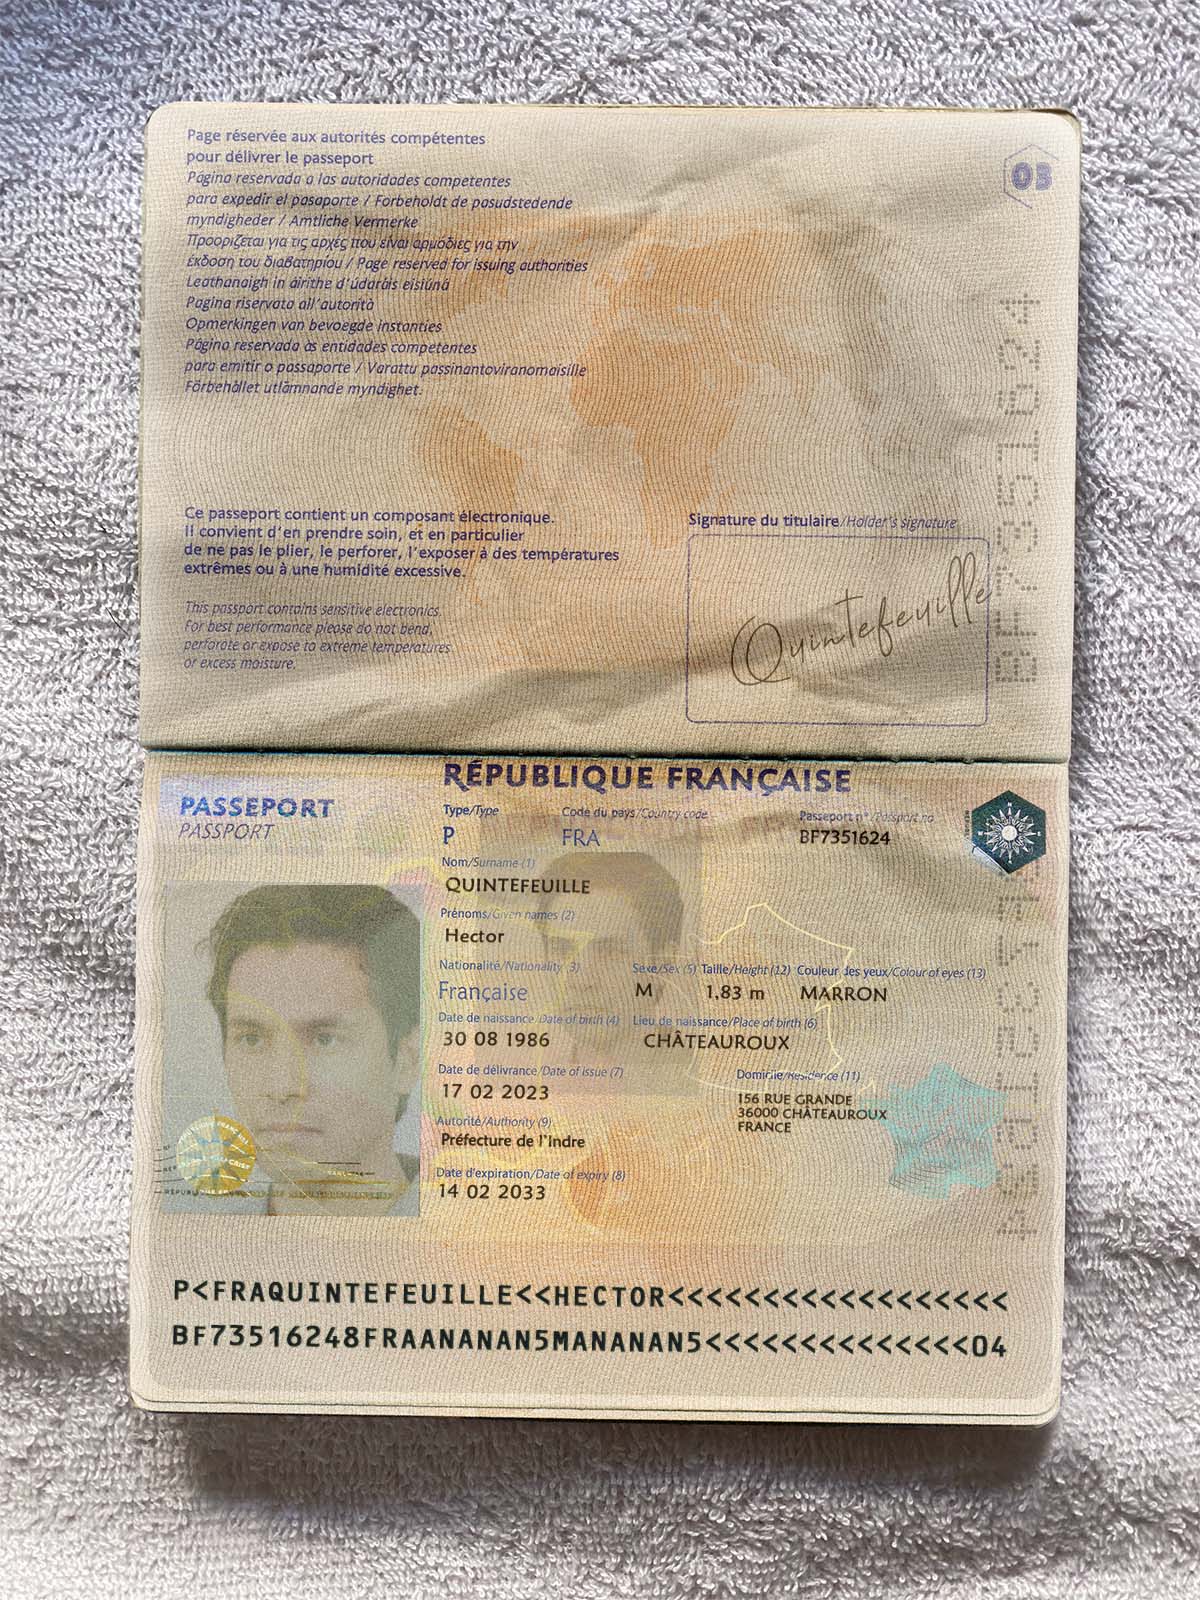 Page réservée aux autorités compétentes
pour délivrer le passeport
Pagina reservada a las autoridades competentes
para expedir el pasaporte / Forbeholdt de pasudstedende
myndigheder / Amtliche Vermerke
Προορίζεται για τις αρχές που είναι αρμόδιες για την
έκδοση του διαβατηρίου / Page reserved for issuing authorities
Leathanaigh in áirithe d'údaráis eisiúná
Pagina riservata all'autorità
Opmerkingen van bevoegde instanties
Página reservada às entidades competentes
para emitir o passaporte / Varattu passinantoviranomaisille
Förbehållet utlämnande myndighet.
03
BF7351624
Ce passeport contient un composant électronique.
Il convient d'en prendre soin, et en particulier
de ne pas le plier, le perforer, l'exposer à des températures
extrêmes ou à une humidité excessive.
This passport contains sensitive electronics.
For best performance please do not bend,
perforate or expose to extreme temperatures
or excess moisture.
Signature du titulaire/Holder's signature
Quintefeuille
RÉPUBLIQUE FRANÇAISE
PASSEPORT
PASSPORT
Type/Type Code du pays/Country code Passeport n°/Passport no
P FRA BF7351624
Nom/Surname (1)
QUINTEFEUILLE
Prénoms/Given names (2)
Hector
Nationalité/Nationality (3) Sexe/Sex (5) Taille/Height (12) Couleur des yeux/Colour of eyes (13)
Française M 1,83 m MARRON
Date de naissance/Date of birth (4) Lieu de naissance/Place of birth (6)
30 08 1986 CHÂTEAUROUX
Date de délivrance/Date of issue (7) Domicile/Residence (11)
17 02 2023 156 RUE GRANDE
36000 CHÂTEAUROUX
FRANCE
Autorité/Authority (9)
Préfecture de l'Indre
Date d'expiration/Date of expiry (8)
14 02 2033
P<FRAQUINTEFEUILLE<<HECTOR<<<<<<<<<<<<<<<<<<
BF73516248FRAANANAN5MANANAN5<<<<<<<<<<<<<<04